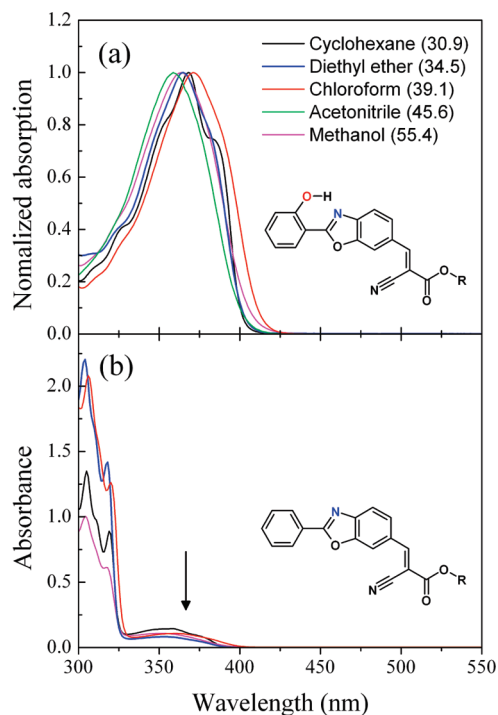 (a)
Cyclohexane (30.9)
Diethyl ether (34.5)
Chloroform (39.1)
Acetonitrile (45.6)
Methanol (55.4)
Nomalized absorption
1.2
1.0
0.8
0.6
0.4
0.2
0.0
O-H
N
O
O
R
N
O
(b)
Absorbance
2.0
1.5
1.0
0.5
0.0
N
O
O
R
N
O
300 350 400 450 500 550
Wavelength (nm)